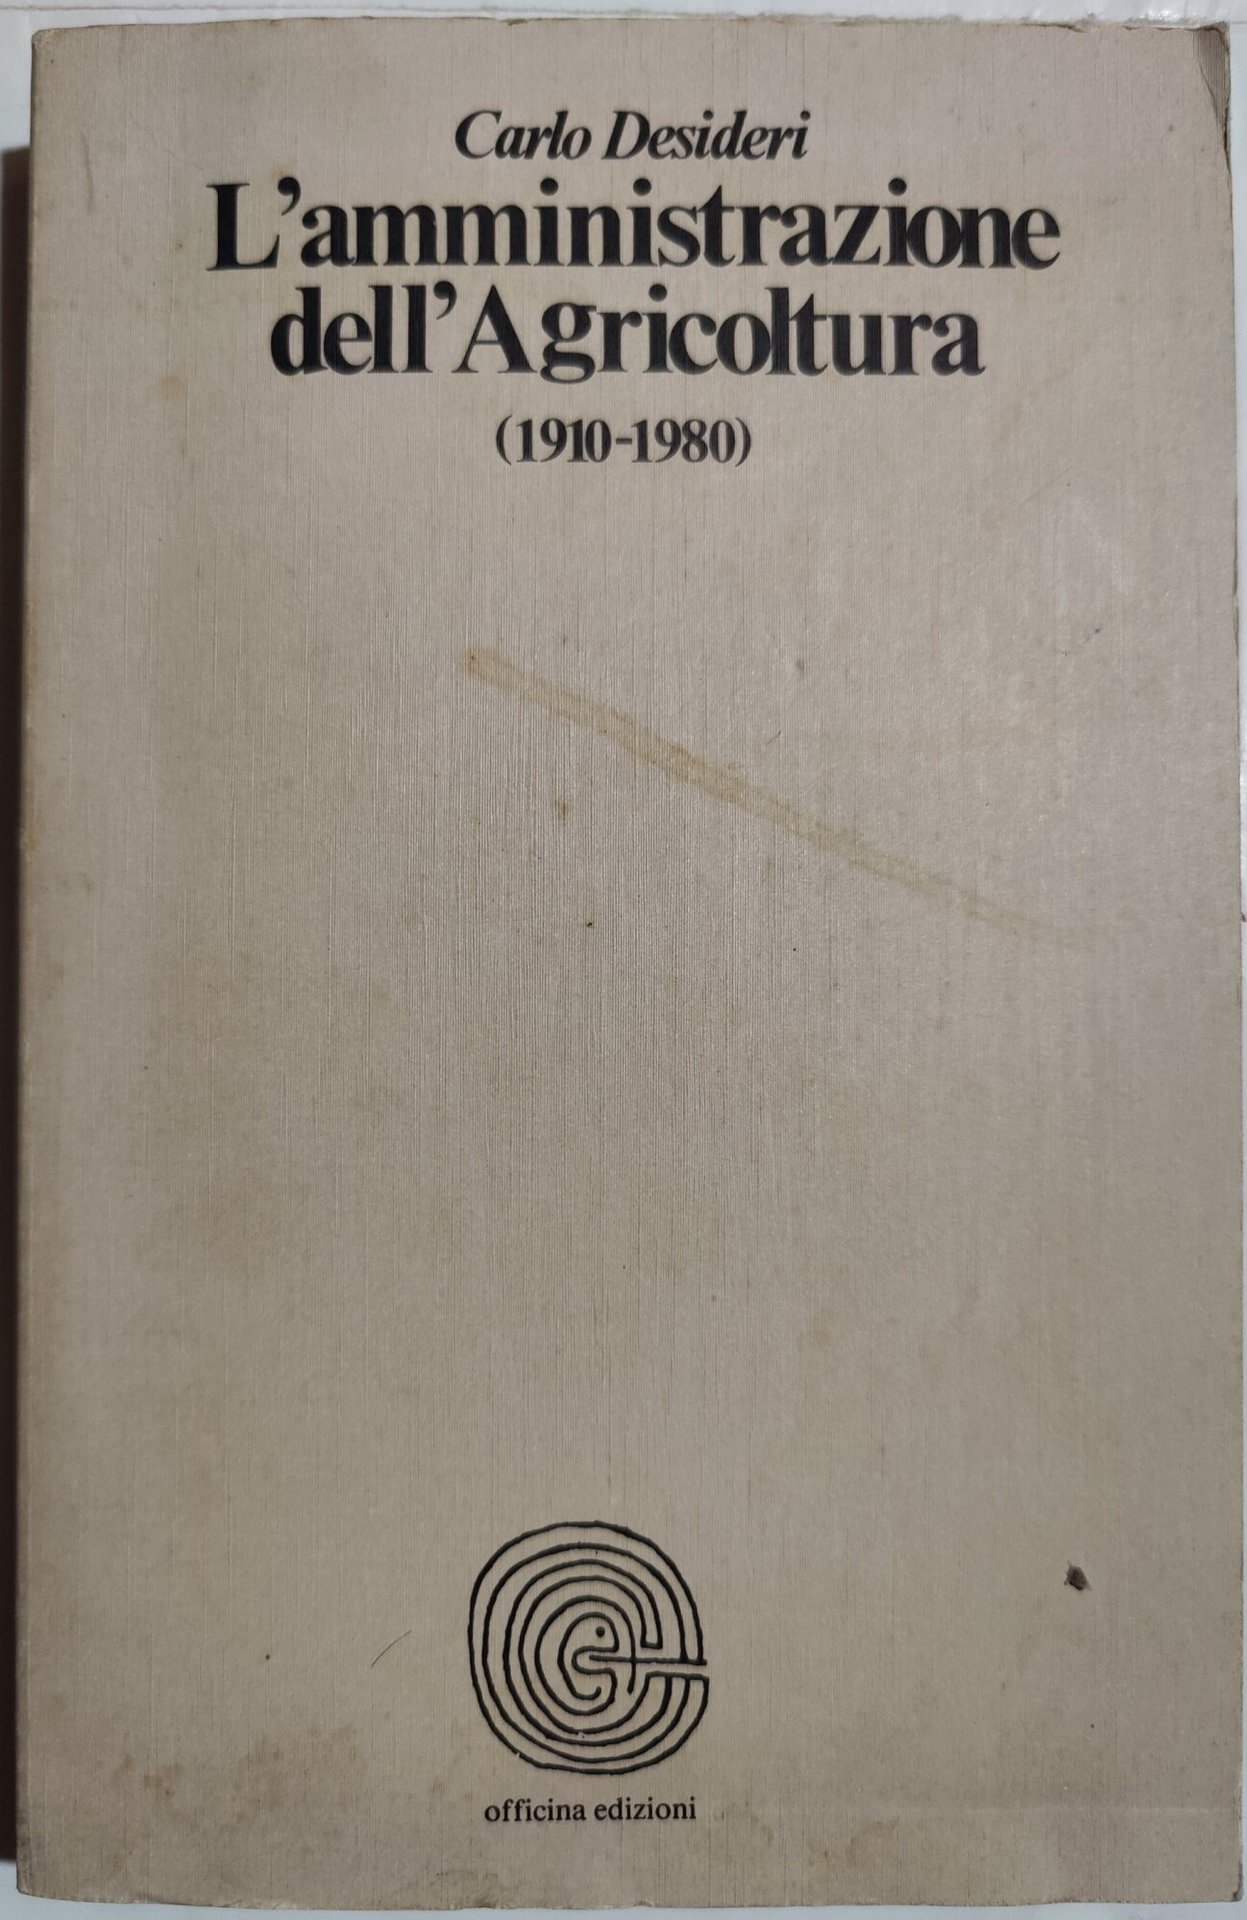 Carlo Desideri
L'amministrazione
dell'Agricoltura
(1910-1980)
officina edizioni